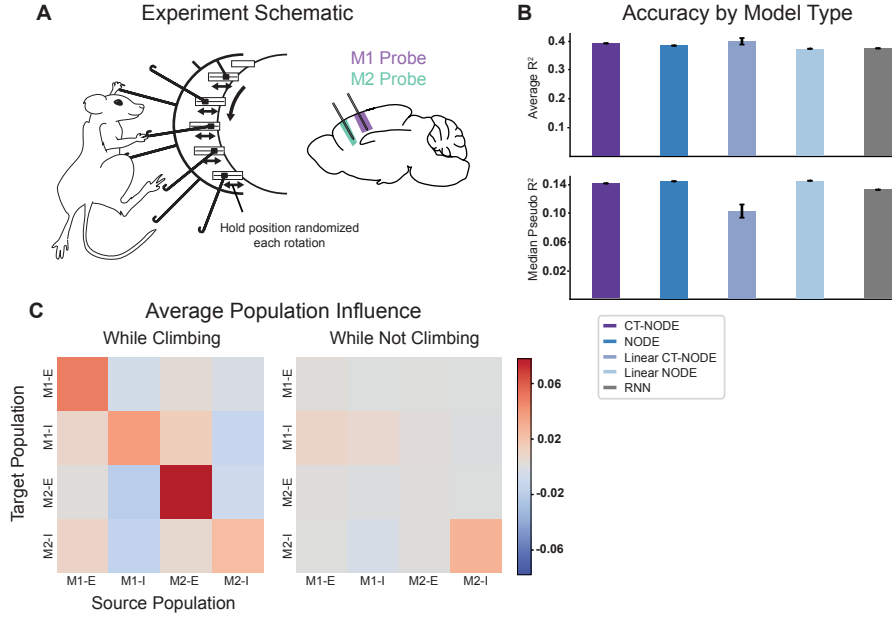 A
Experiment Schematic
M1 Probe
M2 Probe
Hold position randomized
each rotation
B
Accuracy by Model Type
Average R²
0.4
0.3
0.2
0.1
Median Pseudo R²
0.14
0.10
0.06
0.02
CT-NODE
NODE
Linear CT-NODE
Linear NODE
RNN
C
Average Population Influence
While Climbing
While Not Climbing
Target Population
M1-E
M1-I
M2-E
M2-I
M1-E M1-I M2-E M2-I
Source Population
M1-E
M1-I
M2-E
M2-I
M1-E M1-I M2-E M2-I
0.06
0.02
-0.02
-0.06